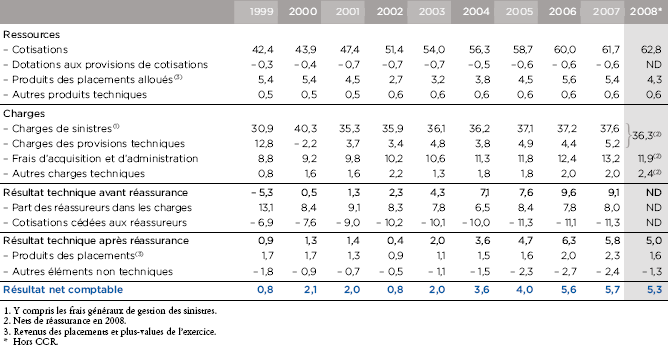 1999 2000 2001 2002 2003 2004 2005 2006 2007 2008*
Ressources
– Cotisations 42,4 43,9 47,4 51,4 54,0 56,3 58,7 60,0 61,7 62,8
– Dotations aux provisions de cotisations – 0,3 – 0,4 – 0,7 – 0,7 – 0,7 – 0,5 – 0,6 – 0,6 – 0,6 ND
– Produits des placements alloués(3) 5,4 5,4 4,5 2,7 3,2 3,8 4,5 5,6 5,4 4,3
– Autres produits techniques 0,5 0,5 0,5 0,6 0,6 0,6 0,6 0,6 0,6 0,6
Charges
– Charges de sinistres(1) 30,9 40,3 35,3 35,9 36,1 36,2 37,1 37,2 37,6
36,3(2)
– Charges des provisions techniques 12,8 – 2,2 3,7 3,4 4,8 3,8 4,9 4,4 5,2
– Frais d'acquisition et d'administration 8,8 9,2 9,8 10,2 10,6 11,3 11,8 12,4 13,2 11,9(2)
– Autres charges techniques 0,8 1,6 1,6 2,2 1,3 1,8 1,8 2,0 2,0 2,4(2)
Résultat technique avant réassurance – 5,3 0,5 1,3 2,3 4,3 7,1 7,6 9,6 9,1 ND
– Part des réassureurs dans les charges 13,1 8,4 9,1 8,3 7,8 6,5 8,4 7,8 8,0 ND
– Cotisations cédées aux réassureurs – 6,9 – 7,6 – 9,0 – 10,2 – 10,1 – 10,0 – 11,3 – 11,1 – 11,3 ND
Résultat technique après réassurance 0,9 1,3 1,4 0,4 2,0 3,6 4,7 6,3 5,8 5,0
– Produits des placements(3) 1,7 1,7 1,3 0,9 1,1 1,5 1,6 2,0 2,3 1,6
– Autres éléments non techniques – 1,8 – 0,9 – 0,7 – 0,5 – 1,1 – 1,5 – 2,3 – 2,7 – 2,4 – 1,3
Résultat net comptable 0,8 2,1 2,0 0,8 2,0 3,6 4,0 5,6 5,7 5,3
1. Y compris les frais généraux de gestion des sinistres.
2. Nets de réassurance en 2008.
3. Revenus des placements et plus-values de l'exercice.
* Hors CCR.